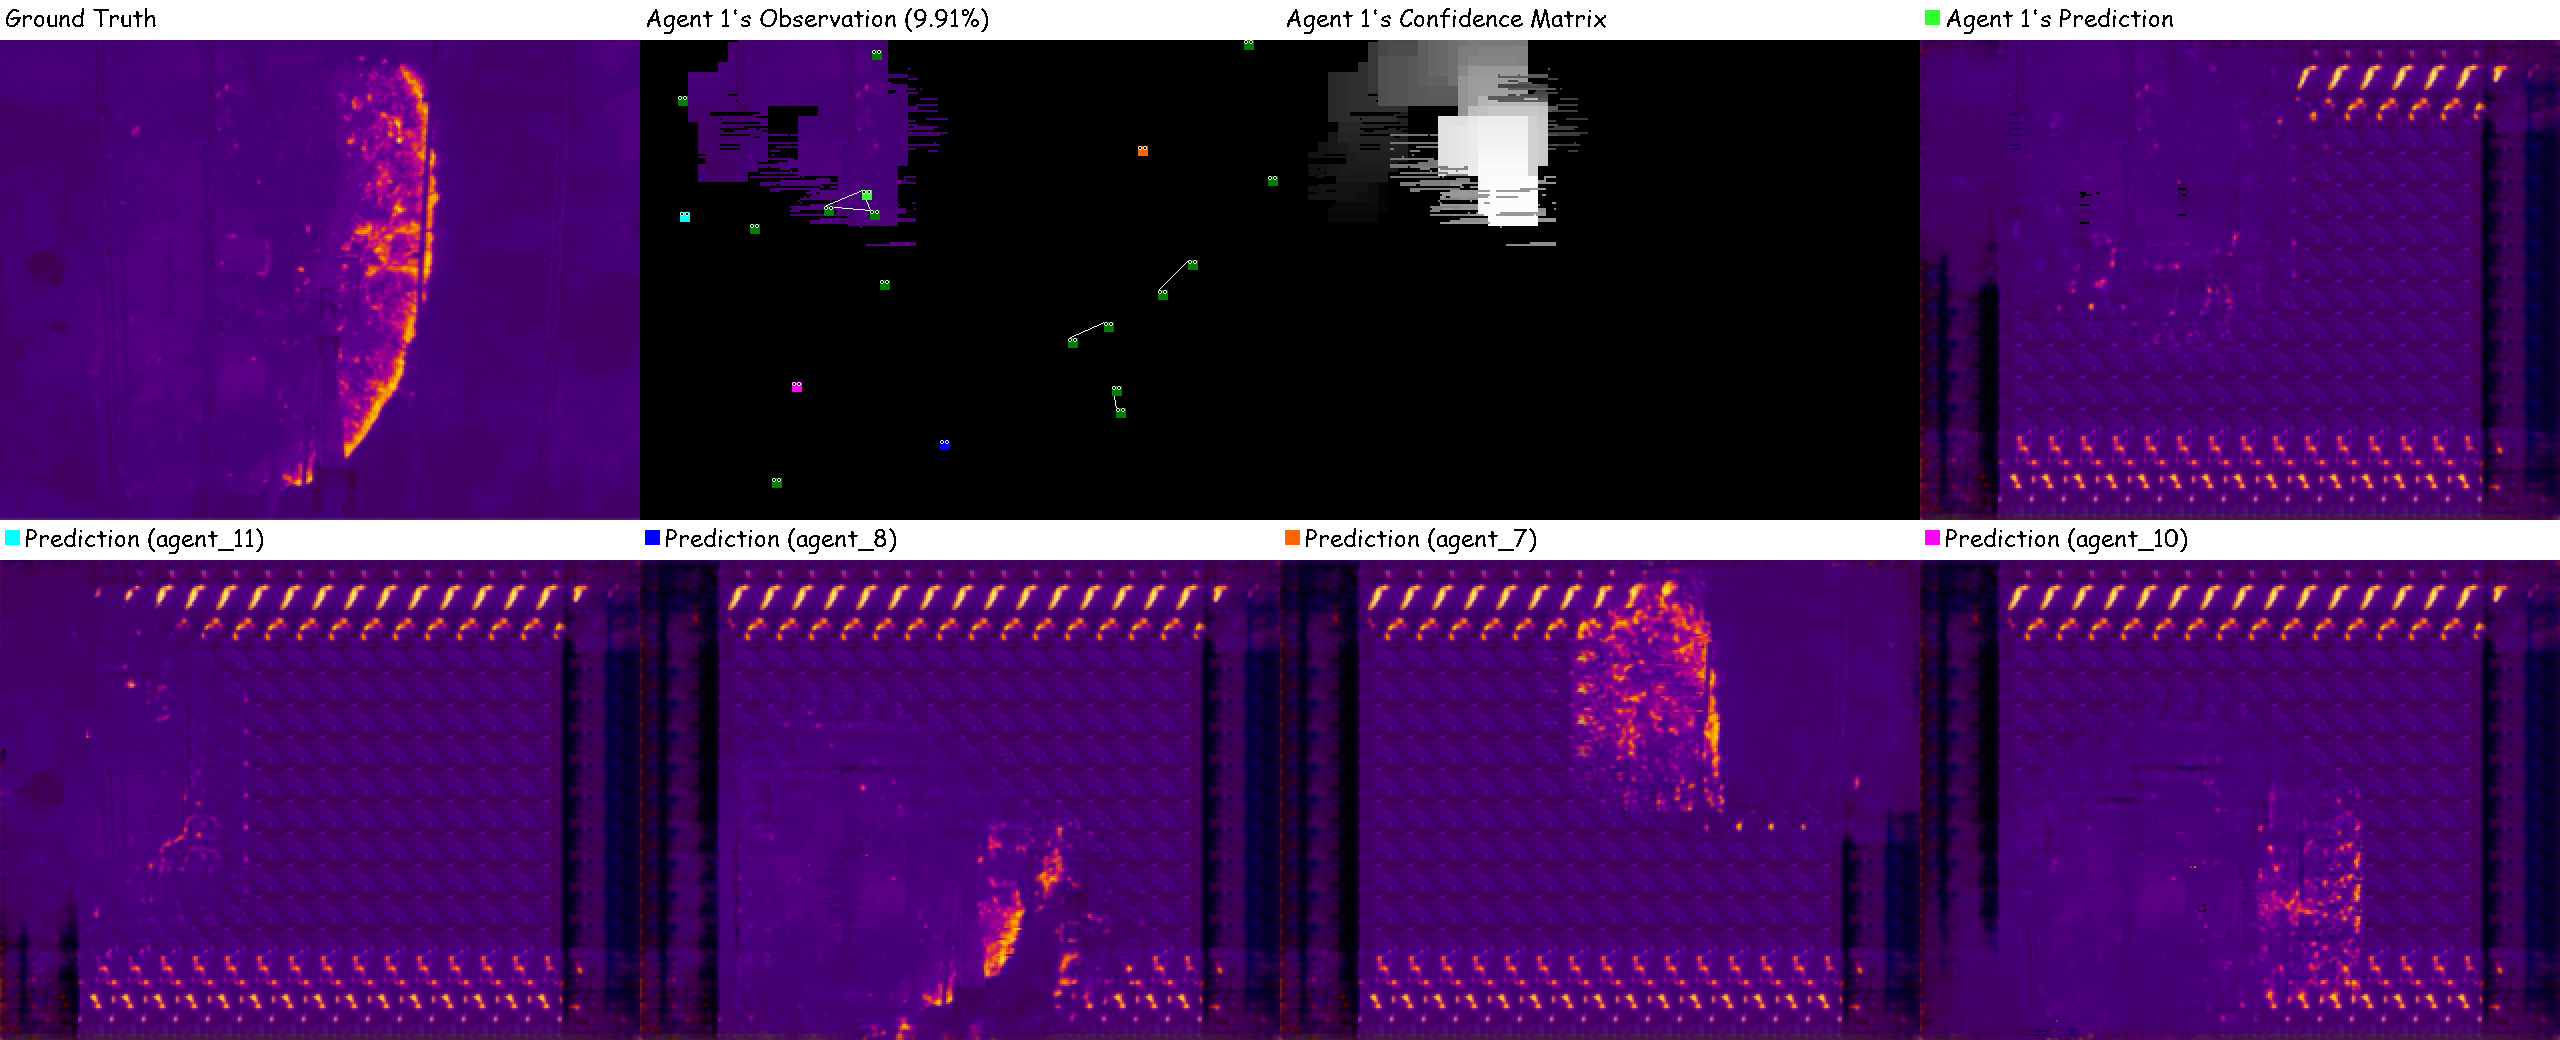 Ground Truth
Agent 1's Observation (9.91%)
Agent 1's Confidence Matrix
Agent 1's Prediction
Prediction (agent_11)
Prediction (agent_8)
Prediction (agent_7)
Prediction (agent_10)